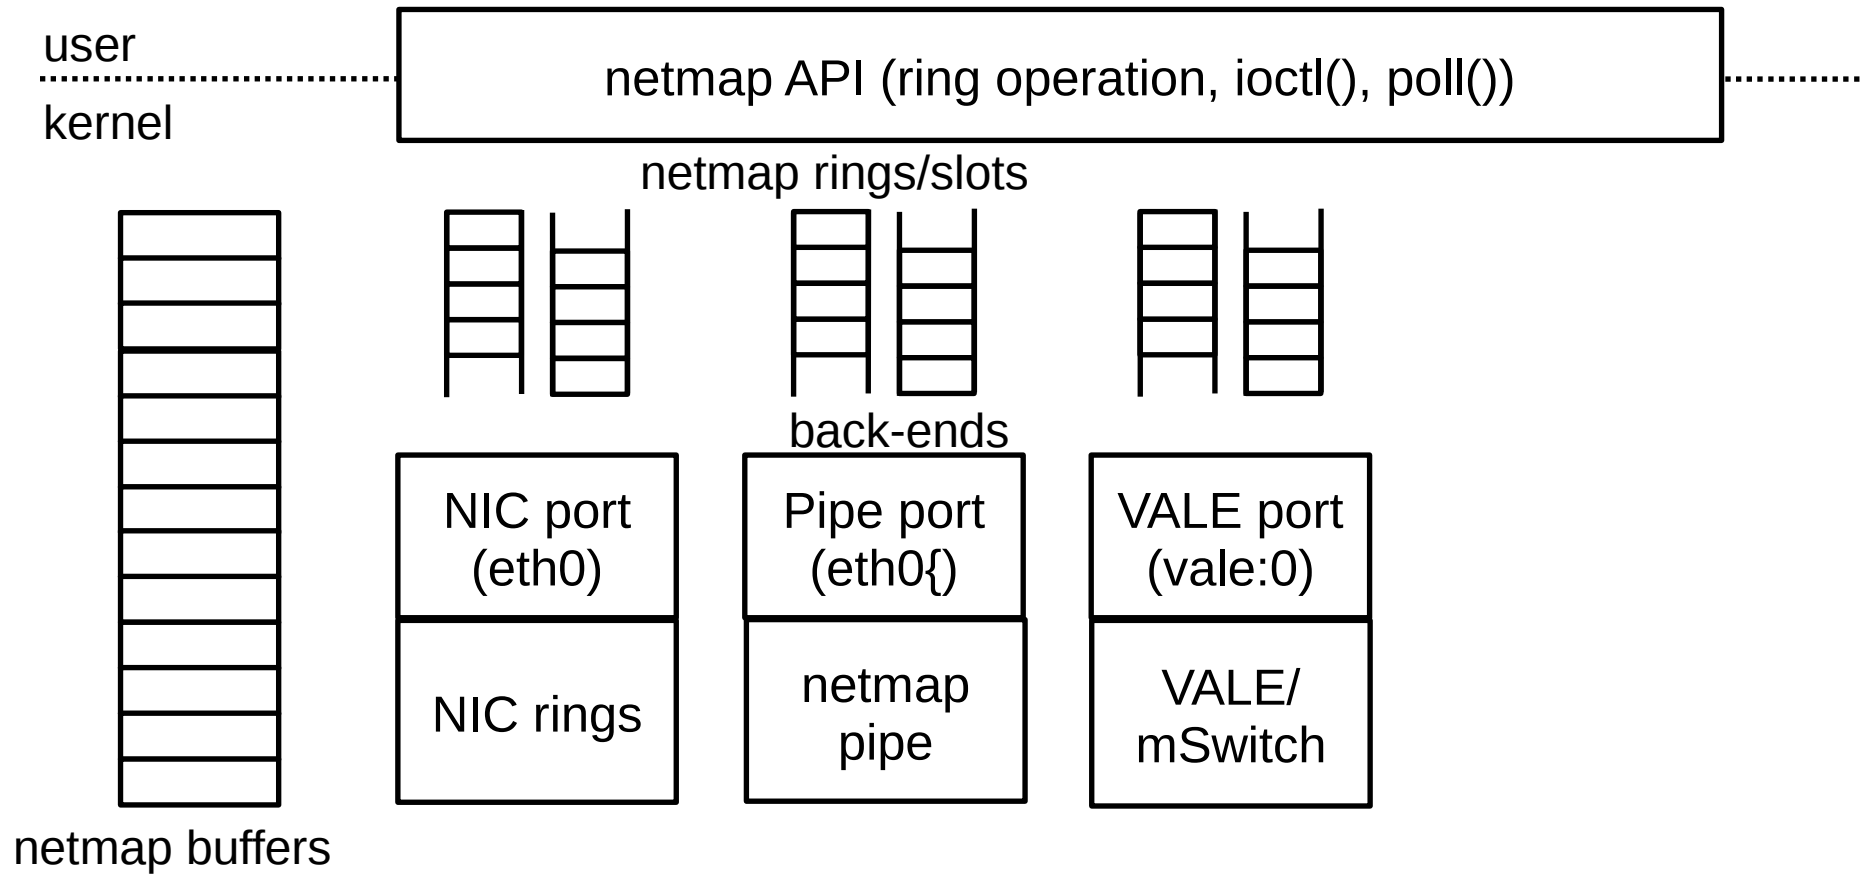 user
netmap API (ring operation, ioctl(), poll())
kernel
netmap rings/slots
back-ends
NIC port
(eth0)
Pipe port
(eth0{)
VALE port
(vale:0)
NIC rings
netmap
pipe
VALE/
mSwitch
netmap buffers